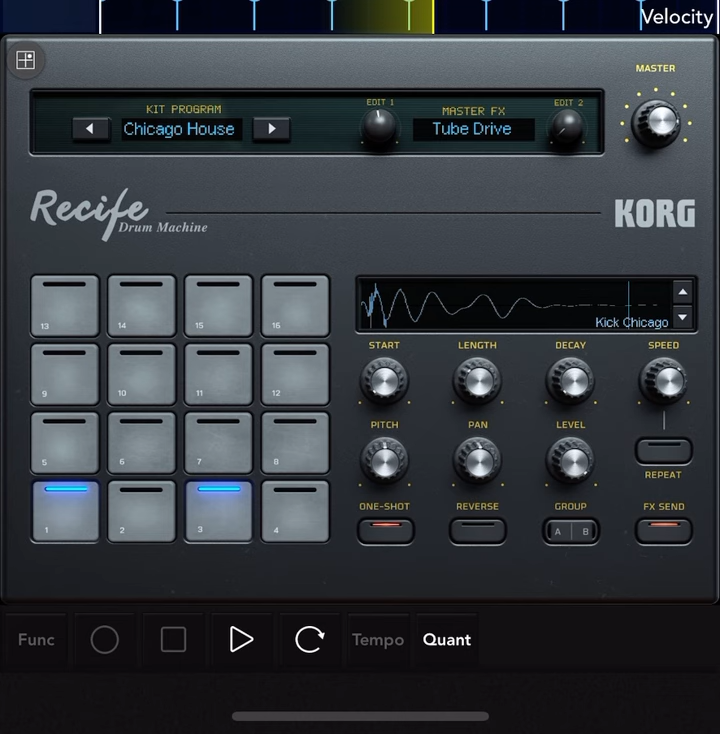 Velocity
MASTER
KIT PROGRAM
Chicago House
EDIT 1
MASTER FX
Tube Drive
EDIT 2
Recife
Drum Machine
KORG
13 14 15 16
9 10 11 12
5 6 7 8
1 2 3 4
Kick Chicago
START LENGTH DECAY SPEED
PITCH PAN LEVEL
REPEAT
ONE-SHOT REVERSE GROUP FX SEND
A B
Func Tempo Quant